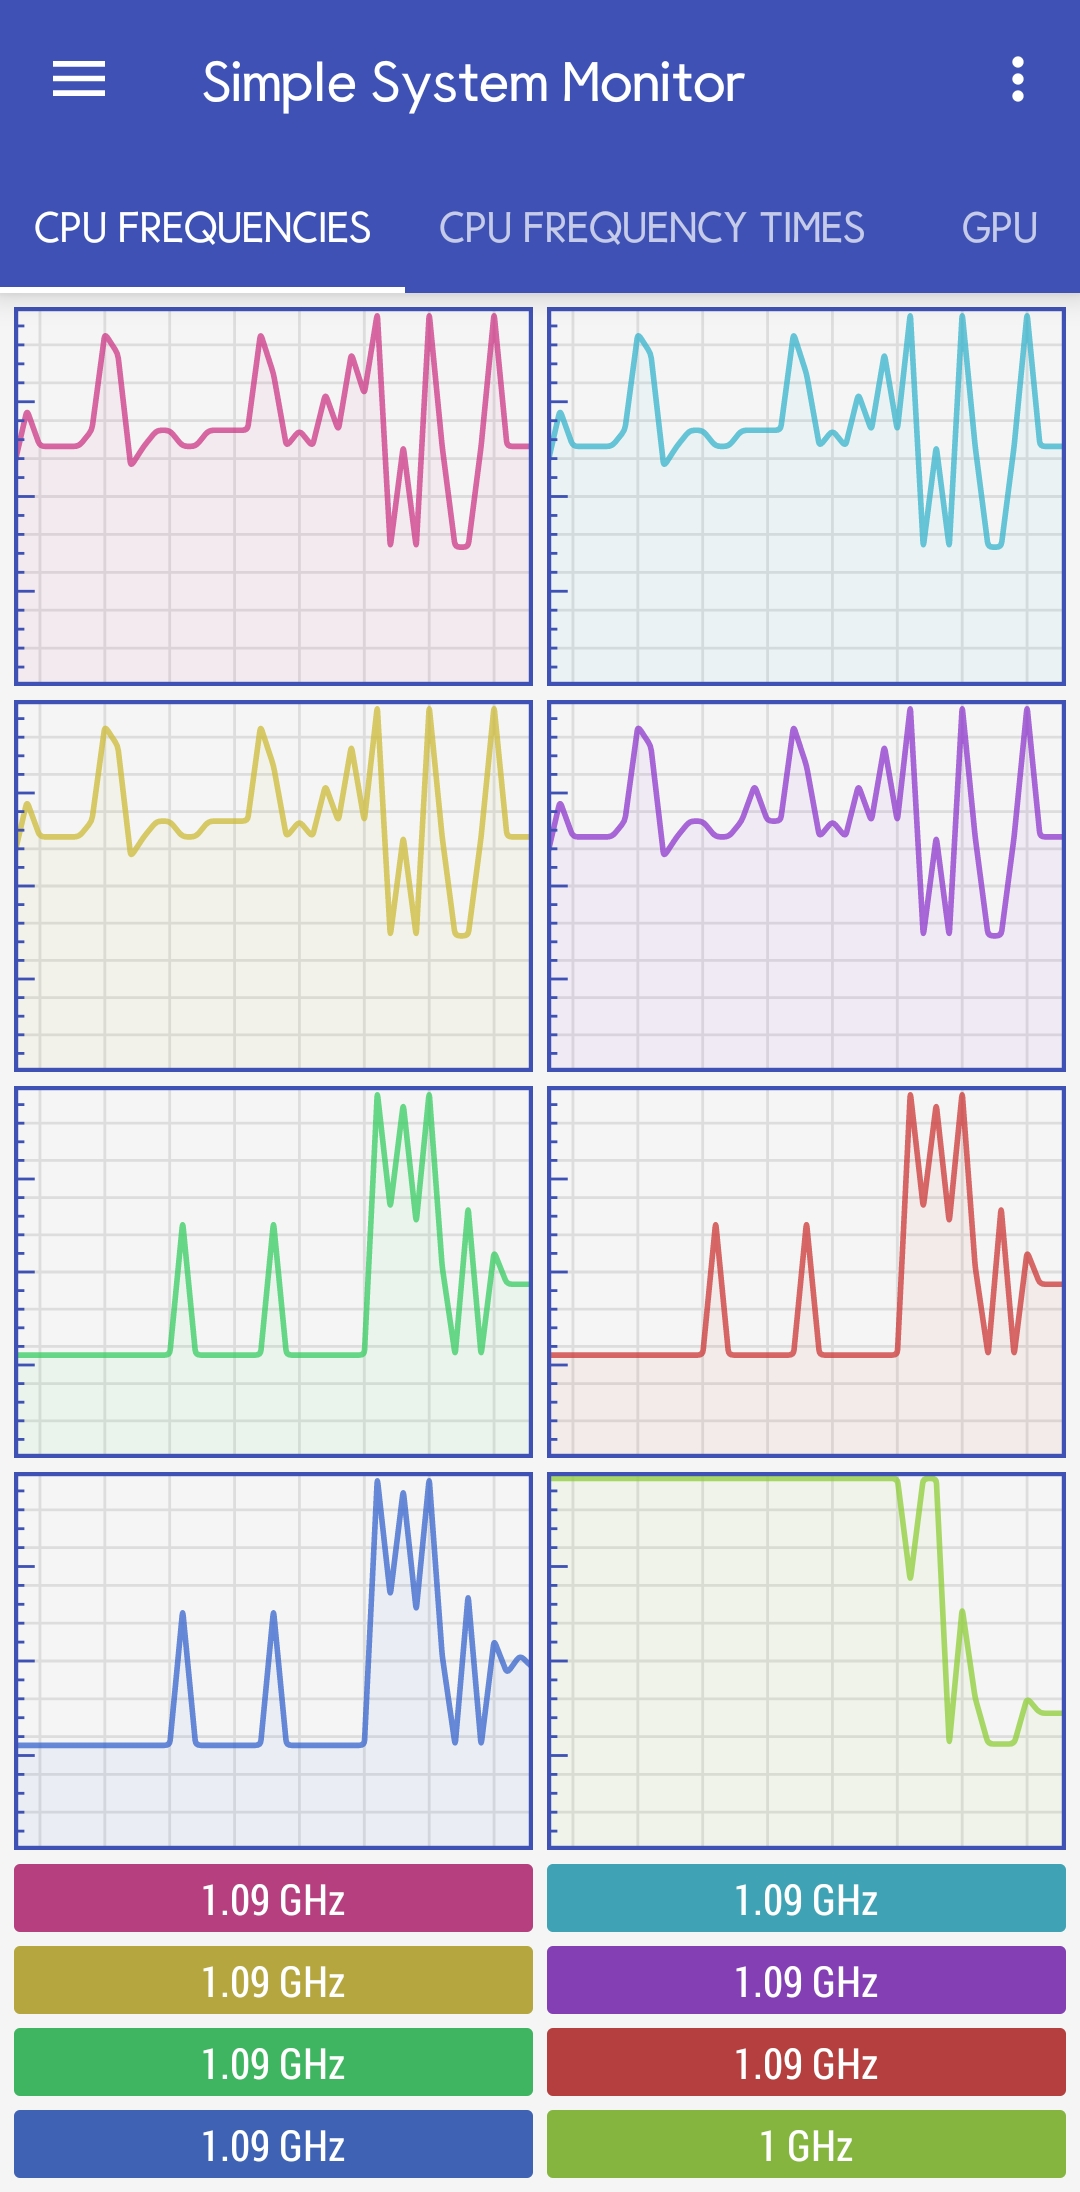 Simple System Monitor
CPU FREQUENCIES CPU FREQUENCY TIMES GPU
1.09 GHz 1.09 GHz
1.09 GHz 1.09 GHz
1.09 GHz 1.09 GHz
1.09 GHz 1 GHz